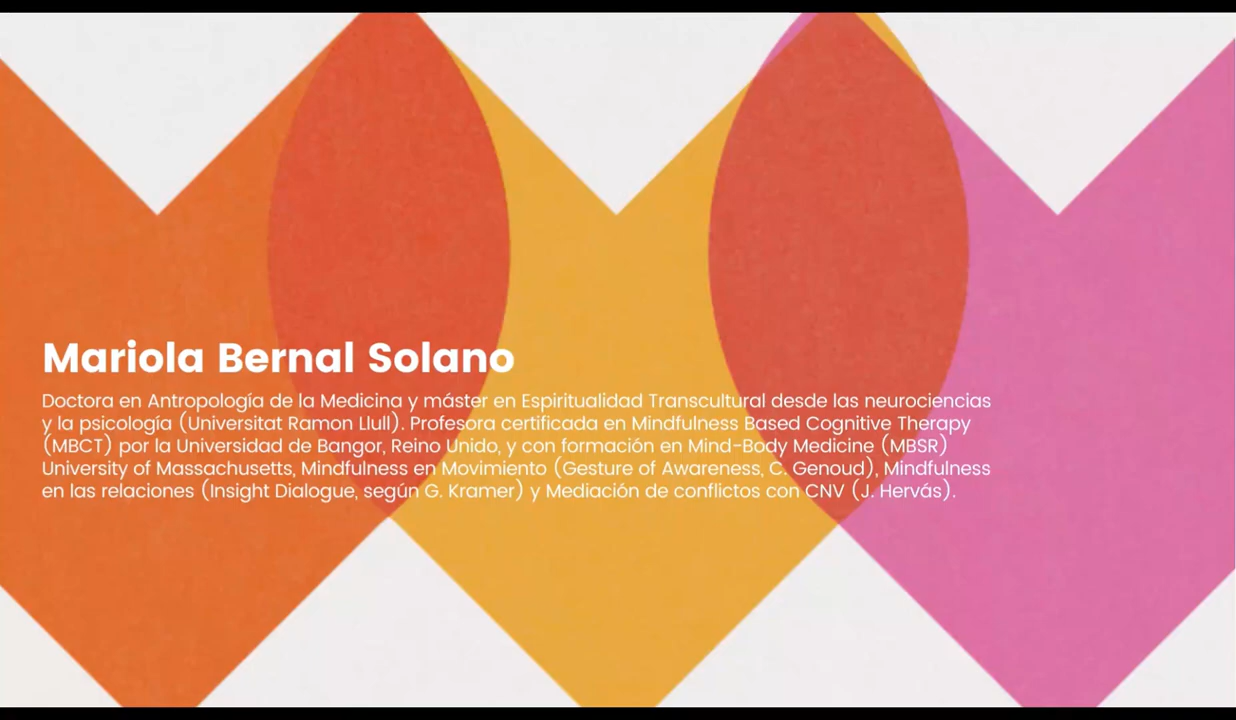 Mariola Bernal Solano
Doctora en Antropología de la Medicina y máster en Espiritualidad Transcultural desde las neurociencias
y la psicología (Universitat Ramon Llull). Profesora certificada en Mindfulness Based Cognitive Therapy
(MBCT) por la Universidad de Bangor, Reino Unido, y con formación en Mind-Body Medicine (MBSR)
University of Massachusetts, Mindfulness en Movimiento (Gesture of Awareness, C. Genoud), Mindfulness
en las relaciones (Insight Dialogue, según G. Kramer) y Mediación de conflictos con CNV (J. Hervás).